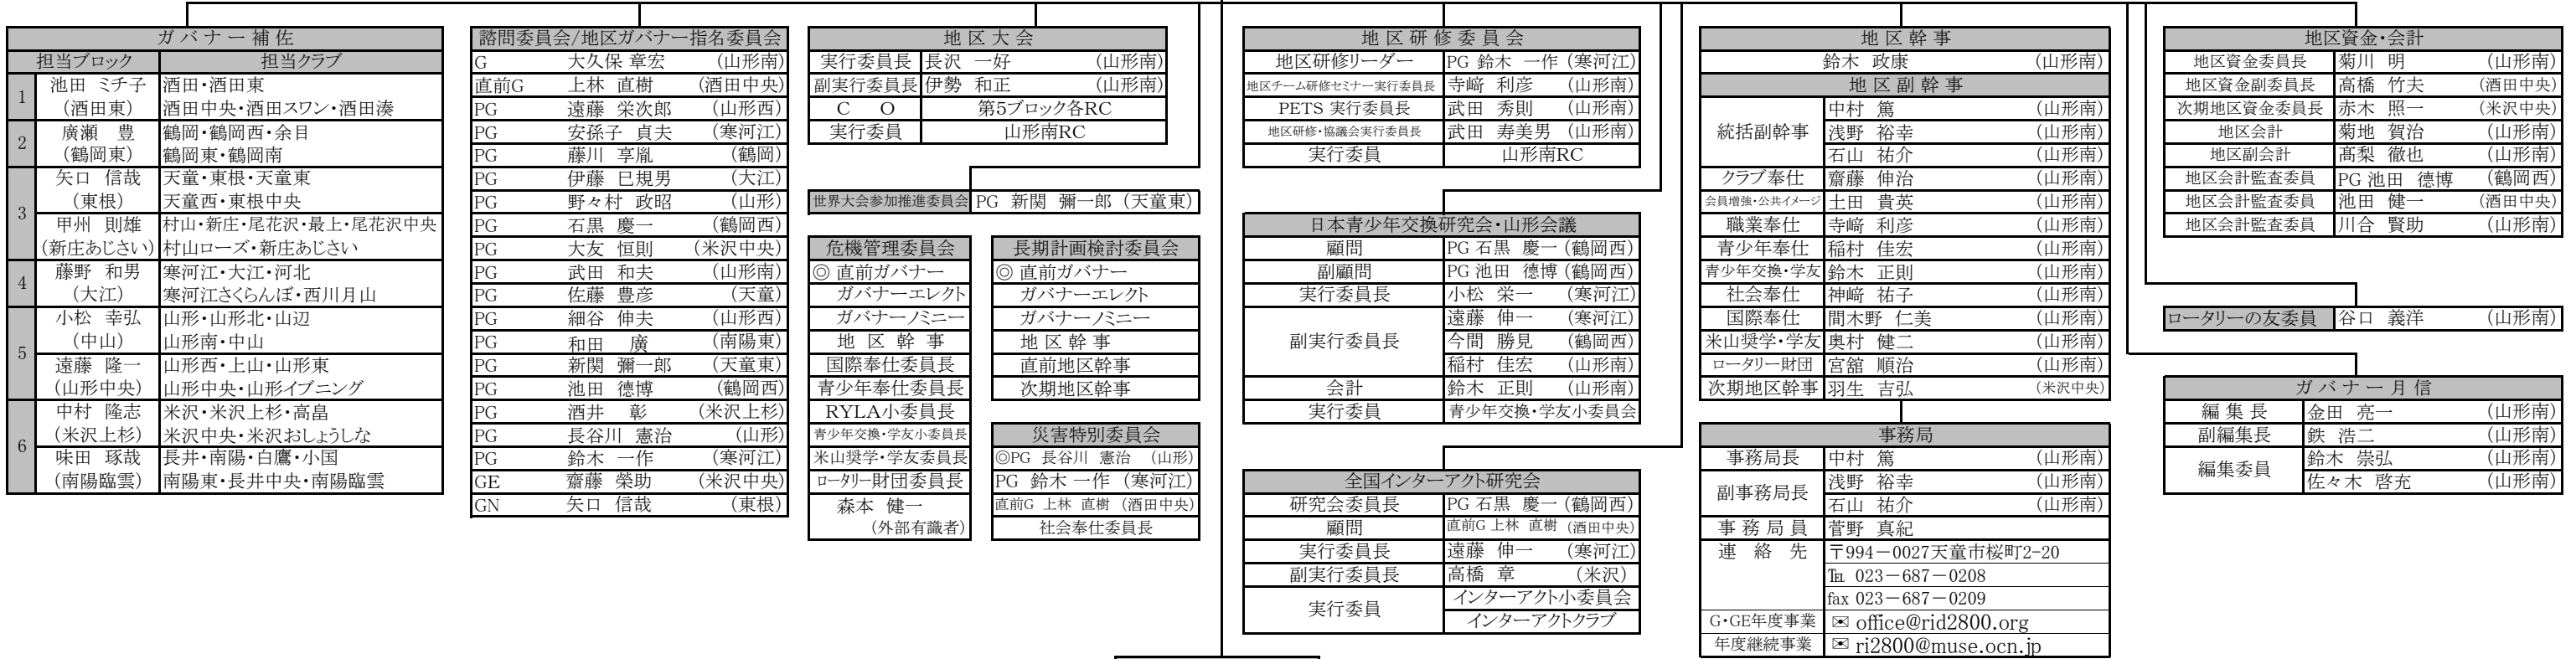 ガバナー補佐
担当ブロック 担当クラブ
1 池田 ミチ子 酒田・酒田東
(酒田東) 酒田中央・酒田スワン・酒田湊
2 廣瀬 豊 鶴岡・鶴岡西・余目
(鶴岡東) 鶴岡東・鶴岡南
3 矢口 信哉 天童・東根・天童東
(東根) 天童西・東根中央
甲州 則雄 村山・新庄・尾花沢・最上・尾花沢中央
(新庄あじさい) 村山ローズ・新庄あじさい
4 藤野 和男 寒河江・大江・河北
(大江) 寒河江さくらんぼ・西川月山
5 小松 幸弘 山形・山形北・山辺
(中山) 山形南・中山
遠藤 隆一 山形西・上山・山形東
(山形中央) 山形中央・山形イブニング
6 中村 隆志 米沢・米沢上杉・高畠
(米沢上杉) 米沢中央・米沢おしょうしな
味田 琢哉 長井・南陽・白鷹・小国
(南陽臨雲) 南陽東・長井中央・南陽臨雲
諮問委員会/地区ガバナー指名委員会
G 大久保 章宏 (山形南)
直前G 上林 直樹 (酒田中央)
PG 遠藤 栄次郎 (山形西)
PG 安孫子 貞夫 (寒河江)
PG 藤川 享胤 (鶴岡)
PG 伊藤 巳規男 (大江)
PG 野々村 政昭 (山形)
PG 石黒 慶一 (鶴岡西)
PG 大友 恒則 (米沢中央)
PG 武田 和夫 (山形南)
PG 佐藤 豊彦 (天童)
PG 細谷 伸夫 (山形西)
PG 和田 廣 (南陽東)
PG 新関 彌一郎 (天童東)
PG 池田 德博 (鶴岡西)
PG 酒井 彰 (米沢上杉)
PG 長谷川 憲治 (山形)
PG 鈴木 一作 (寒河江)
GE 齋藤 榮助 (米沢中央)
GN 矢口 信哉 (東根)
地区大会
実行委員長 長沢 一好 (山形南)
副実行委員長 伊勢 和正 (山形南)
C O 第5ブロック各RC
実行委員 山形南RC
世界大会参加推進委員会 PG 新関 彌一郎 (天童東)
危機管理委員会
◎ 直前ガバナー
ガバナーエレクト
ガバナーノミニー
地区幹事
国際奉仕委員長
青少年奉仕委員長
RYLA小委員長
青少年交換・学友小委員長
米山奨学・学友委員長
ロータリー財団委員長
森本 健一
(外部有識者)
長期計画検討委員会
◎ 直前ガバナー
ガバナーエレクト
ガバナーノミニー
地区幹事
直前地区幹事
次期地区幹事
災害特別委員会
◎PG 長谷川 憲治 (山形)
PG 鈴木 一作 (寒河江)
直前G 上林 直樹 (酒田中央)
社会奉仕委員長
地区研修委員会
地区研修リーダー PG 鈴木 一作 (寒河江)
地区チーム研修セミナー実行委員長 寺﨑 利彦 (山形南)
PETS 実行委員長 武田 秀則 (山形南)
地区研修・協議会実行委員長 武田 寿美男 (山形南)
実行委員 山形南RC
日本青少年交換研究会・山形会議
顧問 PG 石黒 慶一 (鶴岡西)
副顧問 PG 池田 德博 (鶴岡西)
実行委員長 小松 栄一 (寒河江)
副実行委員長 遠藤 伸一 (寒河江)
今間 勝見 (鶴岡西)
稲村 佳宏 (山形南)
会計 鈴木 正則 (山形南)
実行委員 青少年交換・学友小委員会
全国インターアクト研究会
研究会委員長 PG 石黒 慶一 (鶴岡西)
顧問 直前G 上林 直樹 (酒田中央)
実行委員長 遠藤 伸一 (寒河江)
副実行委員長 高橋 章 (米沢)
実行委員 インターアクト小委員会
インターアクトクラブ
地区幹事
鈴木 政康 (山形南)
地区副幹事
統括副幹事 中村 篤 (山形南)
浅野 裕幸 (山形南)
石山 祐介 (山形南)
クラブ奉仕 齋藤 伸治 (山形南)
会員増強・公共イメージ 土田 貴英 (山形南)
職業奉仕 寺﨑 利彦 (山形南)
青少年奉仕 稲村 佳宏 (山形南)
青少年交換・学友 鈴木 正則 (山形南)
社会奉仕 神﨑 祐子 (山形南)
国際奉仕 間木野 仁美 (山形南)
米山奨学・学友 奥村 健二 (山形南)
ロータリー財団 宮舘 順治 (山形南)
次期地区幹事 羽生 吉弘 (米沢中央)
事務局
事務局長 中村 篤 (山形南)
副事務局長 浅野 裕幸 (山形南)
石山 祐介 (山形南)
事務局員 菅野 真紀
連絡先 〒994－0027天童市桜町2-20
℡ 023－687－0208
fax 023－687－0209
G・GE年度事業 ✉ office@rid2800.org
年度継続事業 ✉ ri2800@muse.ocn.jp
地区資金・会計
地区資金委員長 菊川 明 (山形南)
地区資金副委員長 高橋 竹夫 (酒田中央)
次期地区資金委員長 赤木 照一 (米沢中央)
地区会計 菊地 賀治 (山形南)
地区副会計 髙梨 徹也 (山形南)
地区会計監査委員 PG 池田 德博 (鶴岡西)
地区会計監査委員 池田 健一 (酒田中央)
地区会計監査委員 川合 賢助 (山形南)
ロータリーの友委員 谷口 義洋 (山形南)
ガバナー月信
編集長 金田 亮一 (山形南)
副編集長 鉄 浩二 (山形南)
編集委員 鈴木 崇弘 (山形南)
佐々木 啓充 (山形南)